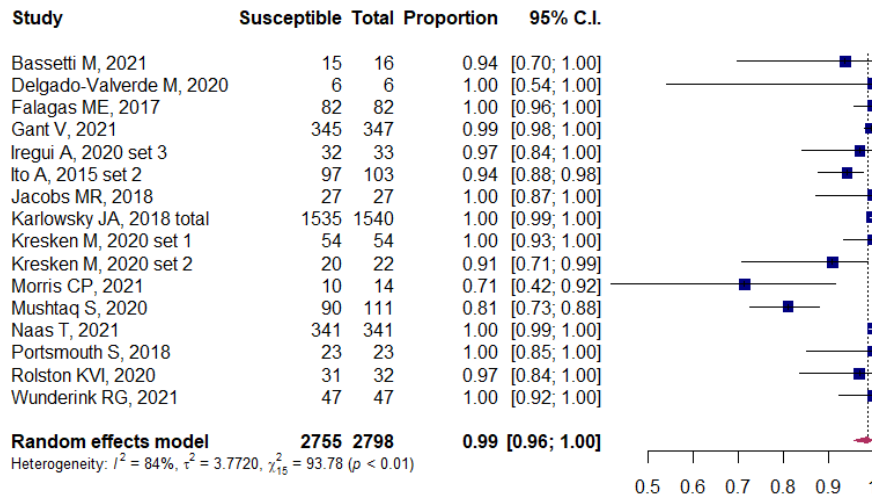 Study Susceptible Total Proportion 95% C.I.
Bassetti M, 2021 15 16 0.94 [0.70; 1.00]
Delgado-Valverde M, 2020 6 6 1.00 [0.54; 1.00]
Falagas ME, 2017 82 82 1.00 [0.96; 1.00]
Gant V, 2021 345 347 0.99 [0.98; 1.00]
Iregui A, 2020 set 3 32 33 0.97 [0.84; 1.00]
Ito A, 2015 set 2 97 103 0.94 [0.88; 0.98]
Jacobs MR, 2018 27 27 1.00 [0.87; 1.00]
Karlowsky JA, 2018 total 1535 1540 1.00 [0.99; 1.00]
Kresken M, 2020 set 1 54 54 1.00 [0.93; 1.00]
Kresken M, 2020 set 2 20 22 0.91 [0.71; 0.99]
Morris CP, 2021 10 14 0.71 [0.42; 0.92]
Mushtaq S, 2020 90 111 0.81 [0.73; 0.88]
Naas T, 2021 341 341 1.00 [0.99; 1.00]
Portsmouth S, 2018 23 23 1.00 [0.85; 1.00]
Rolston KVI, 2020 31 32 0.97 [0.84; 1.00]
Wunderink RG, 2021 47 47 1.00 [0.92; 1.00]
Random effects model 2755 2798 0.99 [0.96; 1.00]
Heterogeneity: I² = 84%, τ² = 3.7720, χ²₁₅ = 93.78 (p < 0.01)
0.5 0.6 0.7 0.8 0.9